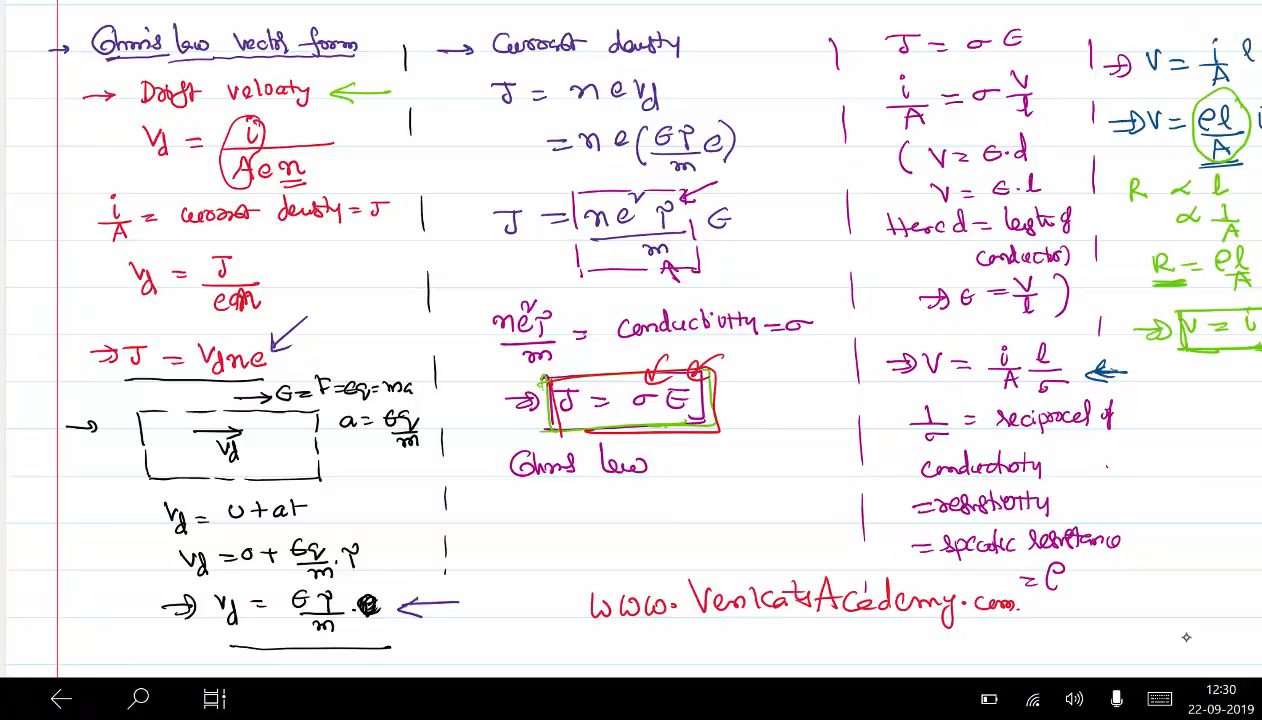 → Ohm's law vector form
→ Drift velocity ←
Vd = i / Aen
i/A = current density = J
Vd = J / en
⇒ J = Vdne
→ E = F = Eq = ma
→ Vd
a = Eq/m
Vd = u + at
Vd = 0 + Eq/m . τ
⇒ Vd = Eτ/m . e ←
→ Current density
J = neVd
= ne(Eτ/m e)
J = ne²τ/m E
ne²τ/m = conductivity = σ
⇒ J = σE
Ohms law
J = σE
i/A = σ V/l
( V = E.d
V = E.l
Here d = length of
conductor)
⇒ E = V/l )
⇒ V = i/A l/σ ←
1/σ = reciprocal of
conductivity
= resistivity
= specific resistance
= ρ
⇒ V = i/A l
⇒ V = ρl/A i
R ∝ l
∝ 1/A
R = ρl/A
⇒ V = i
www.VenkatsAcademy.com.
12:30
22-09-2019